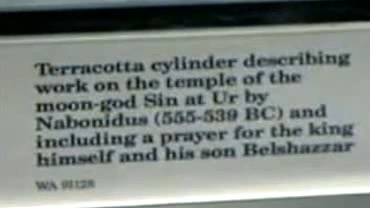 Terracotta cylinder describing
work on the temple of the
moon-god Sin at Ur by
Nabonidus (555-539 BC) and
including a prayer for the king
himself and his son Belshazzar
WA 91128